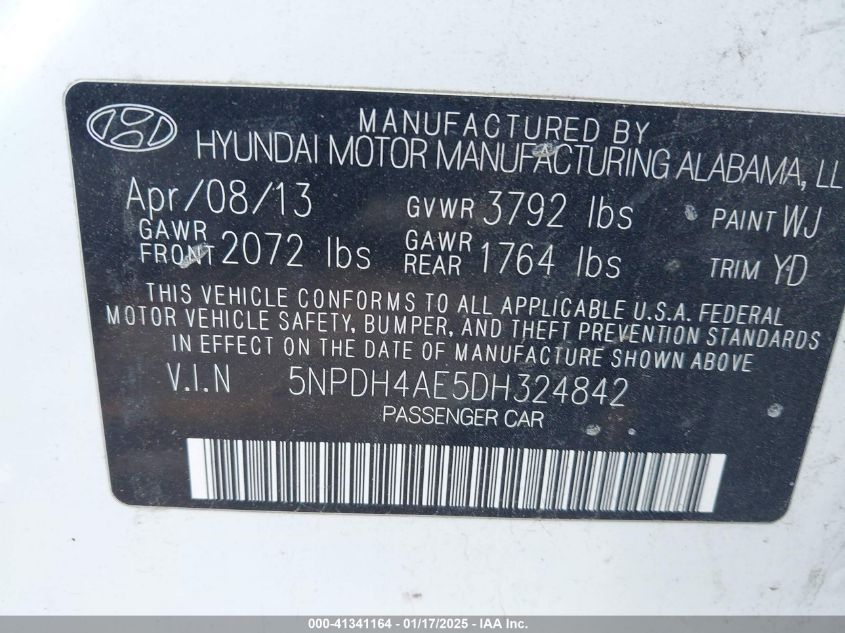 MANUFACTURED BY
HYUNDAI MOTOR MANUFACTURING ALABAMA, LL
Apr/08/13 GVWR 3792 lbs PAINT WJ
GAWR FRONT 2072 lbs GAWR REAR 1764 lbs TRIM YD
THIS VEHICLE CONFORMS TO ALL APPLICABLE U.S.A. FEDERAL
MOTOR VEHICLE SAFETY, BUMPER, AND THEFT PREVENTION STANDARDS
IN EFFECT ON THE DATE OF MANUFACTURE SHOWN ABOVE
V.I.N 5NPDH4AE5DH324842
PASSENGER CAR
000-41341164 - 01/17/2025 - IAA Inc.